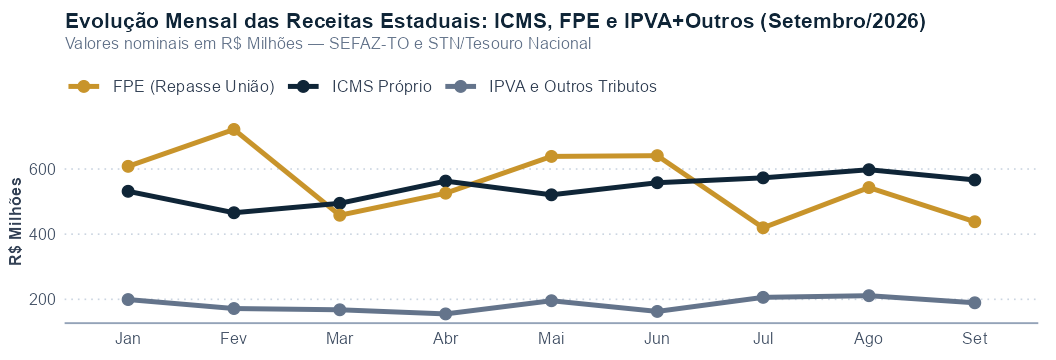 Evolução Mensal das Receitas Estaduais: ICMS, FPE e IPVA+Outros (Setembro/2026)
Valores nominais em R$ Milhões — SEFAZ-TO e STN/Tesouro Nacional
FPE (Repasse União) ICMS Próprio IPVA e Outros Tributos
R$ Milhões
600
400
200
Jan Fev Mar Abr Mai Jun Jul Ago Set